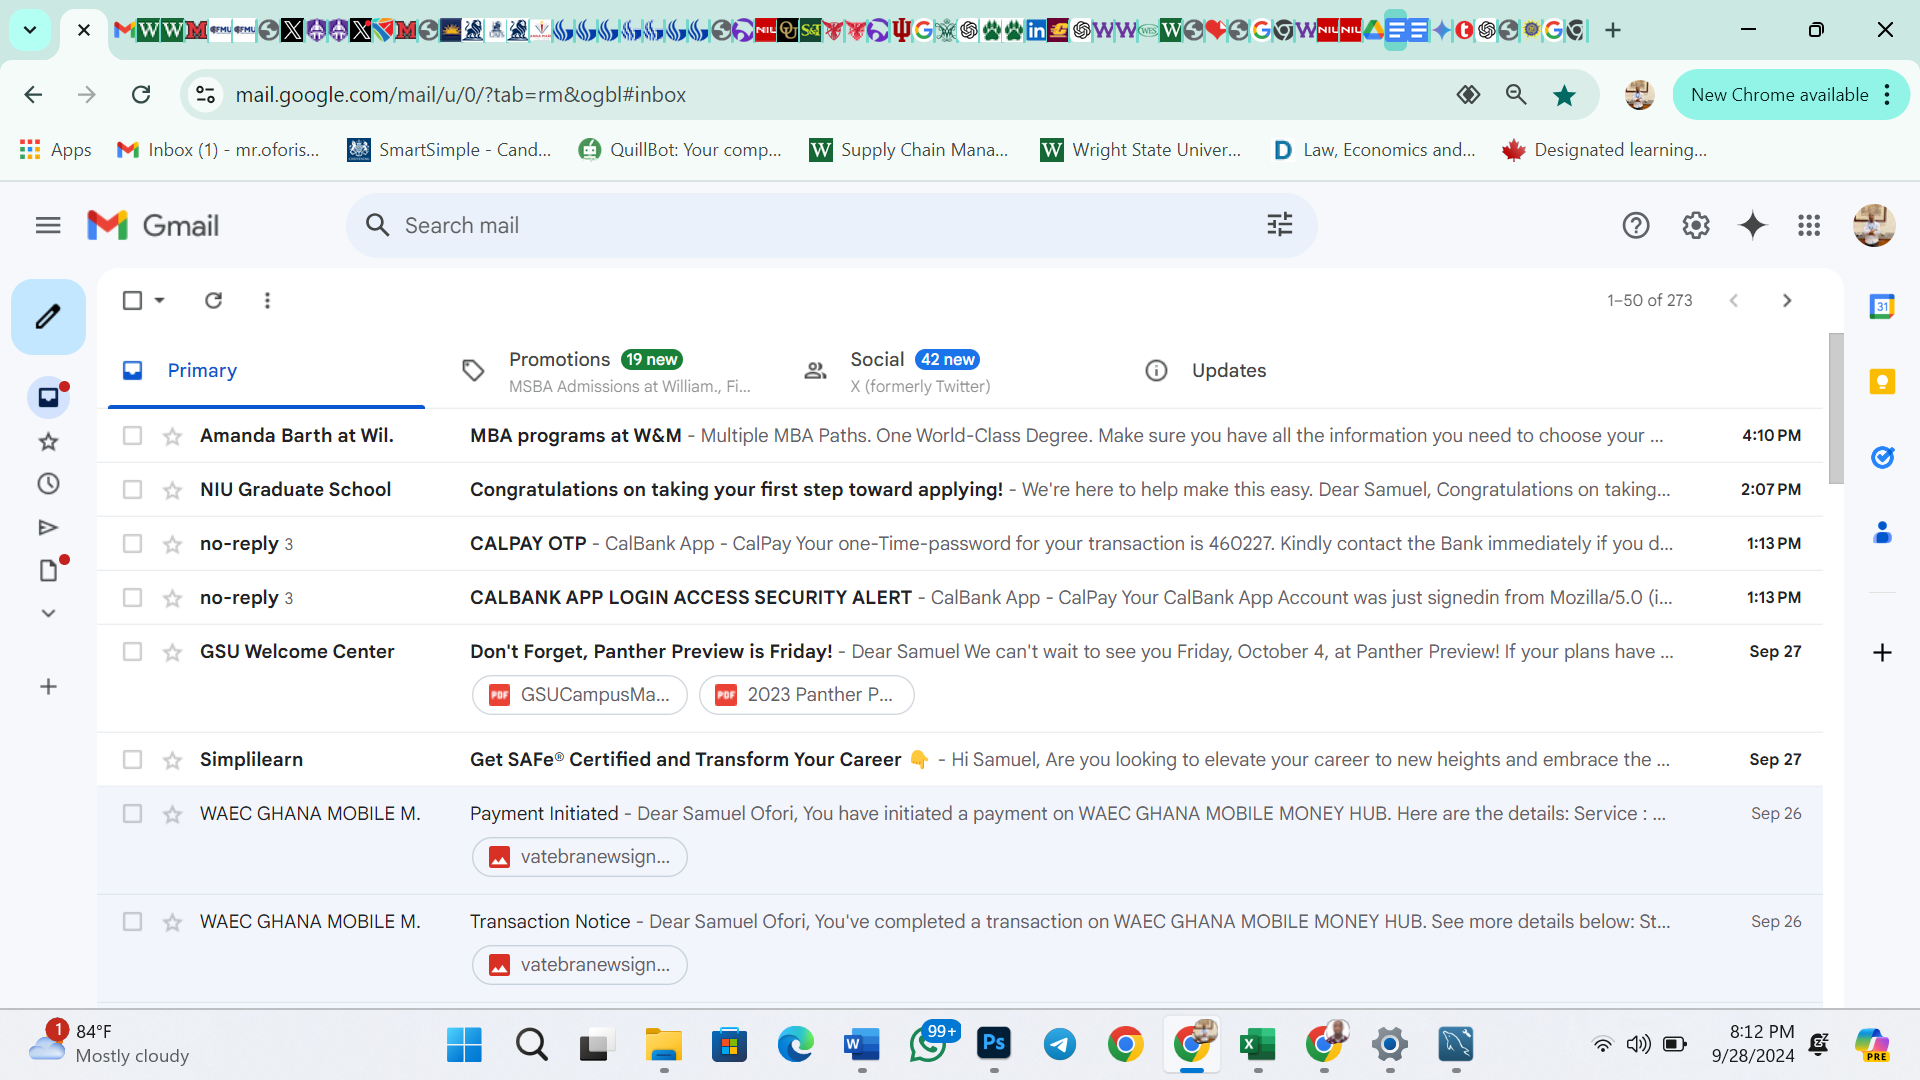 mail.google.com/mail/u/0/?tab=rm&ogbl#inbox
New Chrome available
Apps
Inbox (1) - mr.oforis...
SmartSimple - Cand...
QuillBot: Your comp...
Supply Chain Mana...
Wright State Univer...
Law, Economics and...
Designated learning...
Gmail
Search mail
1–50 of 273
Primary
Promotions 19 new
MSBA Admissions at William., Fi...
Social 42 new
X (formerly Twitter)
Updates
Amanda Barth at Wil. MBA programs at W&M - Multiple MBA Paths. One World-Class Degree. Make sure you have all the information you need to choose your ... 4:10 PM
NIU Graduate School Congratulations on taking your first step toward applying! - We're here to help make this easy. Dear Samuel, Congratulations on taking... 2:07 PM
no-reply 3 CALPAY OTP - CalBank App - CalPay Your one-Time-password for your transaction is 460227. Kindly contact the Bank immediately if you d... 1:13 PM
no-reply 3 CALBANK APP LOGIN ACCESS SECURITY ALERT - CalBank App - CalPay Your CalBank App Account was just signedin from Mozilla/5.0 (i... 1:13 PM
GSU Welcome Center Don't Forget, Panther Preview is Friday! - Dear Samuel We can't wait to see you Friday, October 4, at Panther Preview! If your plans have ... Sep 27
PDF GSUCampusMa... PDF 2023 Panther P...
Simplilearn Get SAFe® Certified and Transform Your Career 👇 - Hi Samuel, Are you looking to elevate your career to new heights and embrace the ... Sep 27
WAEC GHANA MOBILE M. Payment Initiated - Dear Samuel Ofori, You have initiated a payment on WAEC GHANA MOBILE MONEY HUB. Here are the details: Service : ... Sep 26
vatebranewsign...
WAEC GHANA MOBILE M. Transaction Notice - Dear Samuel Ofori, You've completed a transaction on WAEC GHANA MOBILE MONEY HUB. See more details below: St... Sep 26
vatebranewsign...
31
1
84°F
Mostly cloudy
99+
Ps
8:12 PM
9/28/2024
PRE